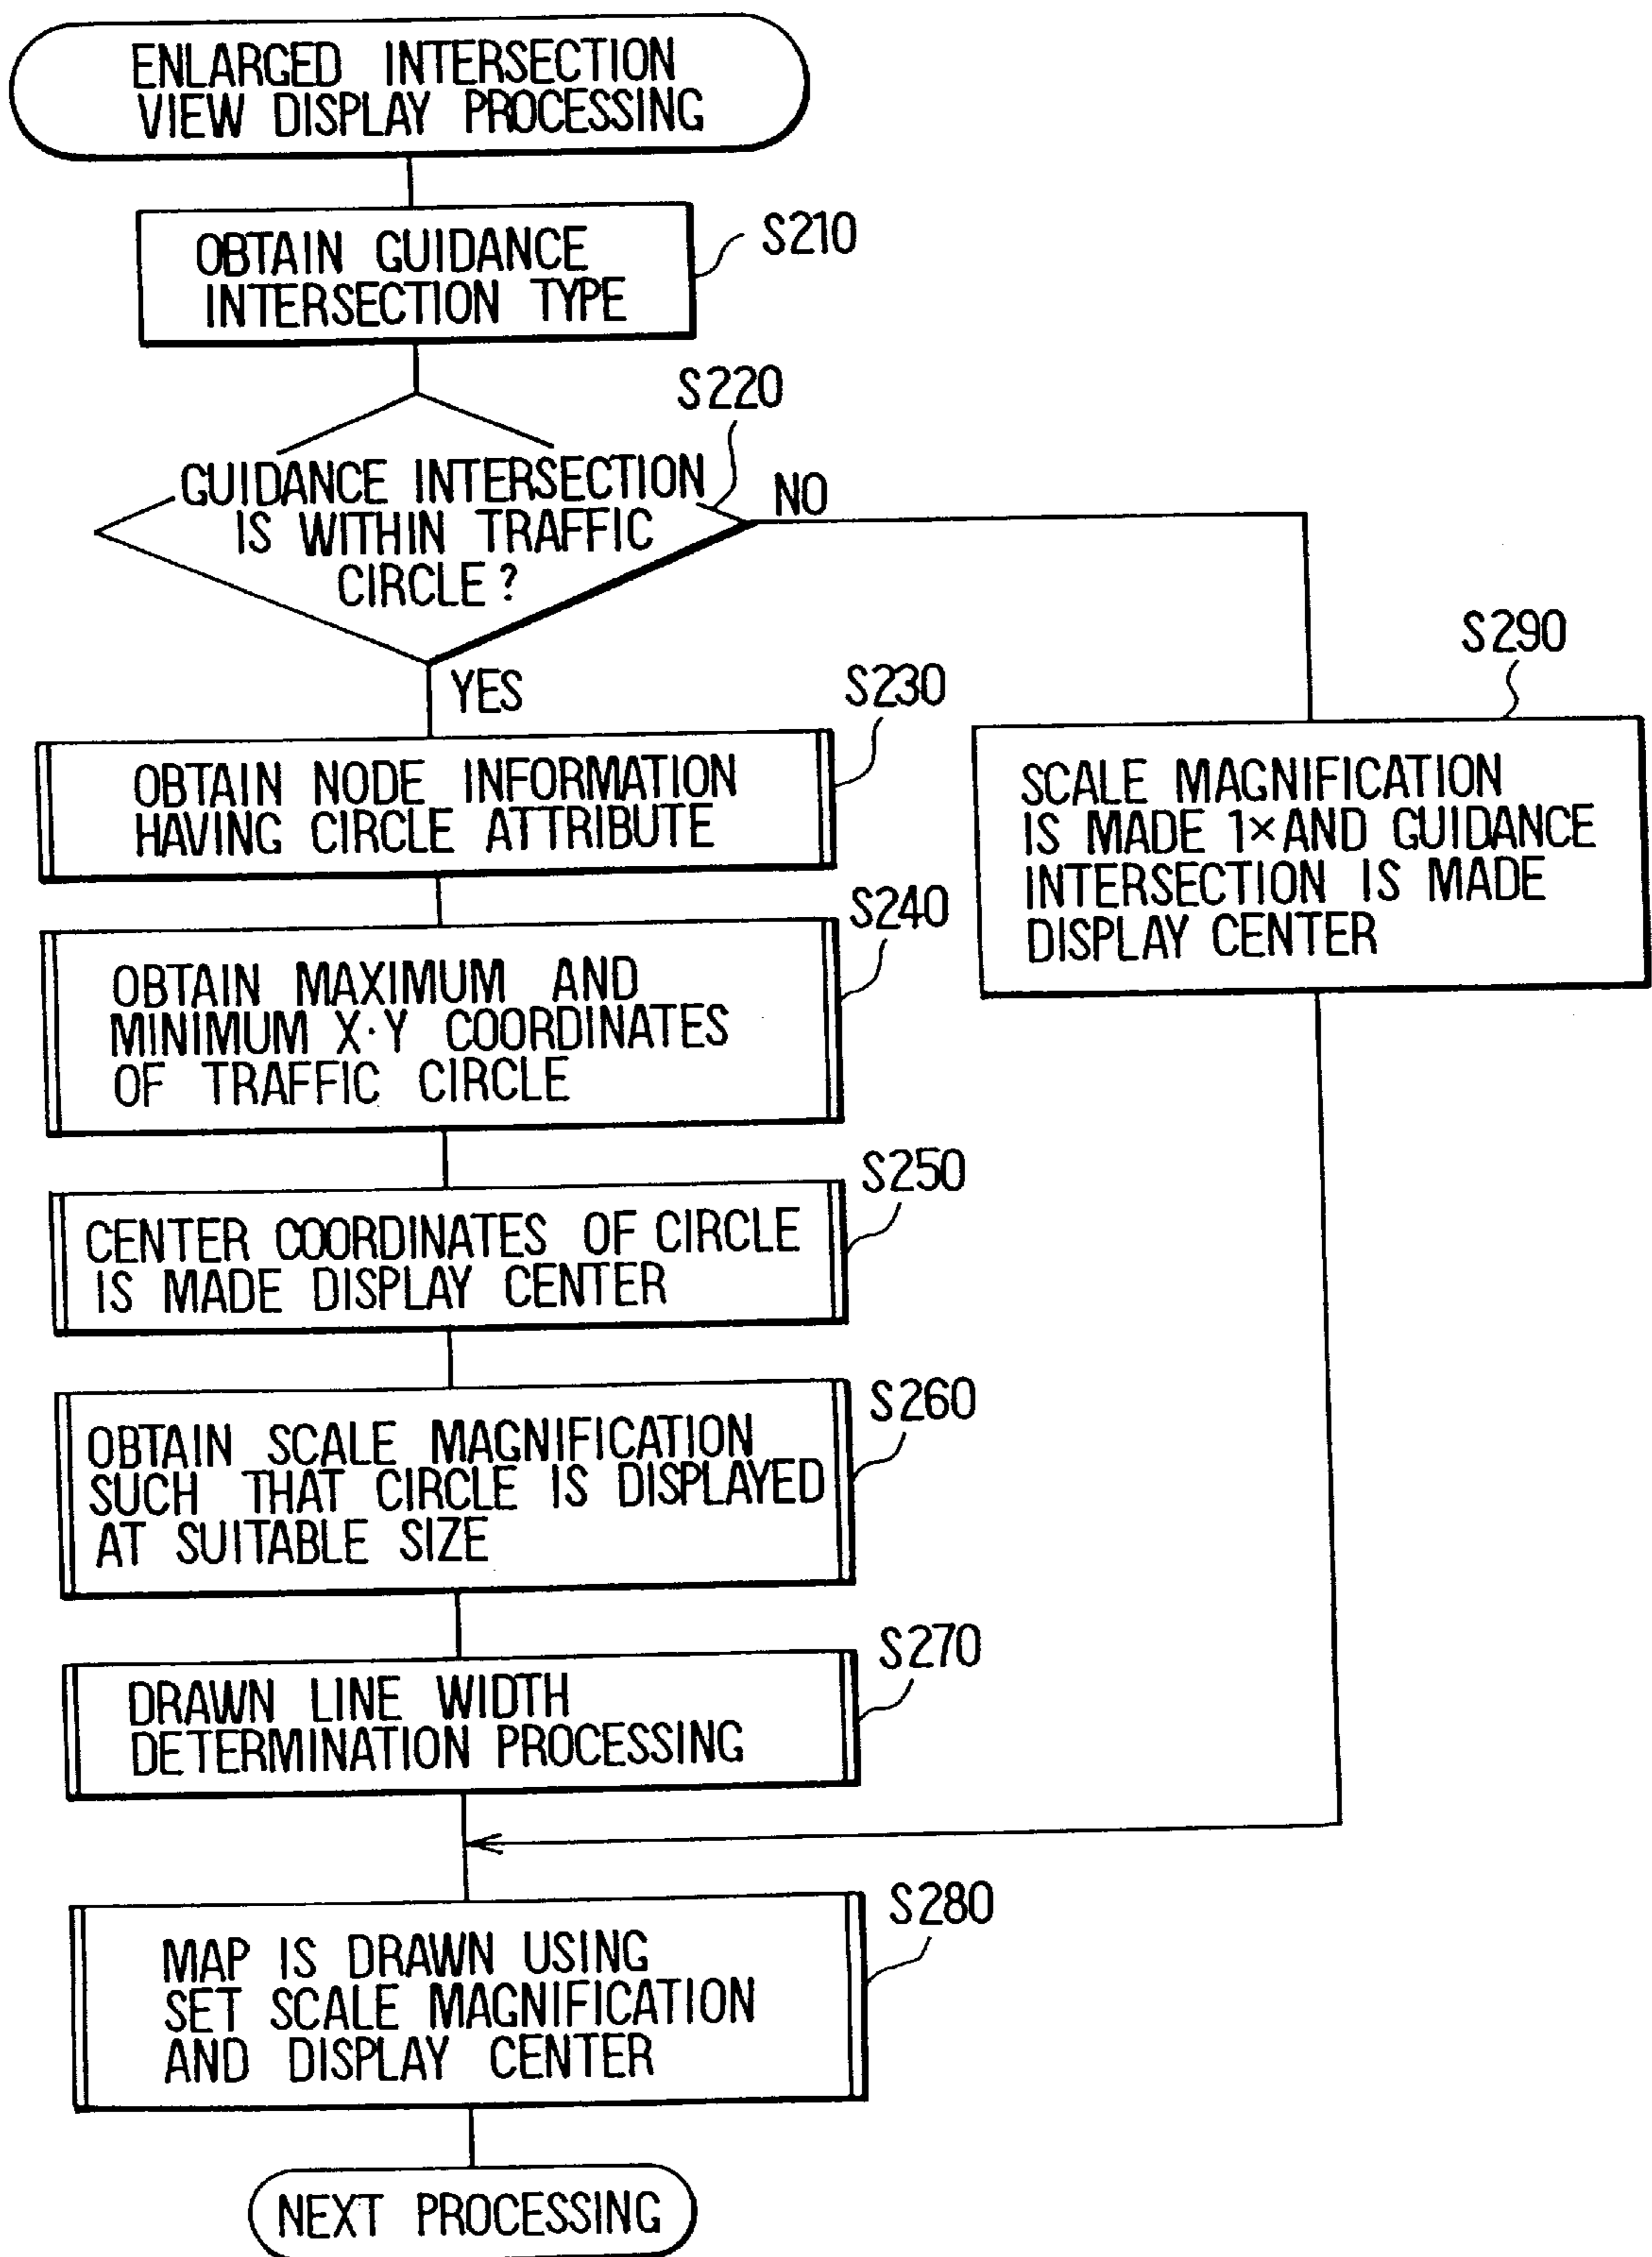 ENLARGED INTERSECTION
VIEW DISPLAY PROCESSING
OBTAIN GUIDANCE
INTERSECTION TYPE
S210
S220
GUIDANCE INTERSECTION
IS WITHIN TRAFFIC
CIRCLE?
NO
YES
S230
OBTAIN NODE INFORMATION
HAVING CIRCLE ATTRIBUTE
S290
SCALE MAGNIFICATION
IS MADE 1× AND GUIDANCE
INTERSECTION IS MADE
DISPLAY CENTER
S240
OBTAIN MAXIMUM AND
MINIMUM X·Y COORDINATES
OF TRAFFIC CIRCLE
S250
CENTER COORDINATES OF CIRCLE
IS MADE DISPLAY CENTER
S260
OBTAIN SCALE MAGNIFICATION
SUCH THAT CIRCLE IS DISPLAYED
AT SUITABLE SIZE
S270
DRAWN LINE WIDTH
DETERMINATION PROCESSING
S280
MAP IS DRAWN USING
SET SCALE MAGNIFICATION
AND DISPLAY CENTER
NEXT PROCESSING